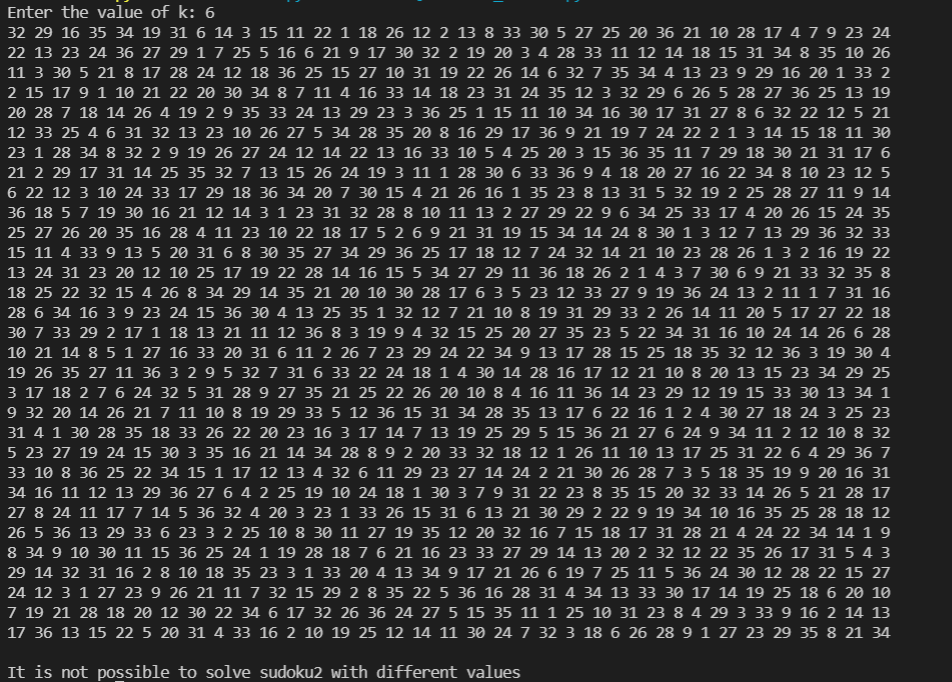 Enter the value of k: 6
32 29 16 35 34 19 31 6 14 3 15 11 22 1 18 26 12 2 13 8 33 30 5 27 25 20 36 21 10 28 17 4 7 9 23 24
22 13 23 24 36 27 29 1 7 25 5 16 6 21 9 17 30 32 2 19 20 3 4 28 33 11 12 14 18 15 31 34 8 35 10 26
11 3 30 5 21 8 17 28 24 12 18 36 25 15 27 10 31 19 22 26 14 6 32 7 35 34 4 13 23 9 29 16 20 1 33 2
2 15 17 9 1 10 21 22 20 30 34 8 7 11 4 16 33 14 18 23 31 24 35 12 3 32 29 6 26 5 28 27 36 25 13 19
20 28 7 18 14 26 4 19 2 9 35 33 24 13 29 23 3 36 25 1 15 11 10 34 16 30 17 31 27 8 6 32 22 12 5 21
12 33 25 4 6 31 32 13 23 10 26 27 5 34 28 35 20 8 16 29 17 36 9 21 19 7 24 22 2 1 3 14 15 18 11 30
23 1 28 34 8 32 2 9 19 26 27 24 12 14 22 13 16 33 10 5 4 25 20 3 15 36 35 11 7 29 18 30 21 31 17 6
21 2 29 17 31 14 25 35 32 7 13 15 26 24 19 3 11 1 28 30 6 33 36 9 4 18 20 27 16 22 34 8 10 23 12 5
6 22 12 3 10 24 33 17 29 18 36 34 20 7 30 15 4 21 26 16 1 35 23 8 13 31 5 32 19 2 25 28 27 11 9 14
36 18 5 7 19 30 16 21 12 14 3 1 23 31 32 28 8 10 11 13 2 27 29 22 9 6 34 25 33 17 4 20 26 15 24 35
25 27 26 20 35 16 28 4 11 23 10 22 18 17 5 2 6 9 21 31 19 15 34 14 24 8 30 1 3 12 7 13 29 36 32 33
15 11 4 33 9 13 5 20 31 6 8 30 35 27 34 29 36 25 17 18 12 7 24 32 14 21 10 23 28 26 1 3 2 16 19 22
13 24 31 23 20 12 10 25 17 19 22 28 14 16 15 5 34 27 29 11 36 18 26 2 1 4 3 7 30 6 9 21 33 32 35 8
18 25 22 32 15 4 26 8 34 29 14 35 21 20 10 30 28 17 6 3 5 23 12 33 27 9 19 36 24 13 2 11 1 7 31 16
28 6 34 16 3 9 23 24 15 36 30 4 13 25 35 1 32 12 7 21 10 8 19 31 29 33 2 26 14 11 20 5 17 27 22 18
30 7 33 29 2 17 1 18 13 21 11 12 36 8 3 19 9 4 32 15 25 20 27 35 23 5 22 34 31 16 10 24 14 26 6 28
10 21 14 8 5 1 27 16 33 20 31 6 11 2 26 7 23 29 24 22 34 9 13 17 28 15 25 18 35 32 12 36 3 19 30 4
19 26 35 27 11 36 3 2 9 5 32 7 31 6 33 22 24 18 1 4 30 14 28 16 17 12 21 10 8 20 13 15 23 34 29 25
3 17 18 2 7 6 24 32 5 31 28 9 27 35 21 25 22 26 20 10 8 4 16 11 36 14 23 29 12 19 15 33 30 13 34 1
9 32 20 14 26 21 7 11 10 8 19 29 33 5 12 36 15 31 34 28 35 13 17 6 22 16 1 2 4 30 27 18 24 3 25 23
31 4 1 30 28 35 18 33 26 22 20 23 16 3 17 14 7 13 19 25 29 5 15 36 21 27 6 24 9 34 11 2 12 10 8 32
5 23 27 19 24 15 30 3 35 16 21 14 34 28 8 9 2 20 33 32 18 12 1 26 11 10 13 17 25 31 22 6 4 29 36 7
33 10 8 36 25 22 34 15 1 17 12 13 4 32 6 11 29 23 27 14 24 2 21 30 26 28 7 3 5 18 35 19 9 20 16 31
34 16 11 12 13 29 36 27 6 4 2 25 19 10 24 18 1 30 3 7 9 31 22 23 8 35 15 20 32 33 14 26 5 21 28 17
27 8 24 11 17 7 14 5 36 32 4 20 3 23 1 33 26 15 31 6 13 21 30 29 2 22 9 19 34 10 16 35 25 28 18 12
26 5 36 13 29 33 6 23 3 2 25 10 8 30 11 27 19 35 12 20 32 16 7 15 18 17 31 28 21 4 24 22 34 14 1 9
8 34 9 10 30 11 15 36 25 24 1 19 28 18 7 6 21 16 23 33 27 29 14 13 20 2 32 12 22 35 26 17 31 5 4 3
29 14 32 31 16 2 8 10 18 35 23 3 1 33 20 4 13 34 9 17 21 26 6 19 7 25 11 5 36 24 30 12 28 22 15 27
24 12 3 1 27 23 9 26 21 11 7 32 15 29 2 8 35 22 5 36 16 28 31 4 34 13 33 30 17 14 19 25 18 6 20 10
7 19 21 28 18 20 12 30 22 34 6 17 32 26 36 24 27 5 15 35 11 1 25 10 31 23 8 4 29 3 33 9 16 2 14 13
17 36 13 15 22 5 20 31 4 33 16 2 10 19 25 12 14 11 30 24 7 32 3 18 6 26 28 9 1 27 23 29 35 8 21 34
It is not possible to solve sudoku2 with different values